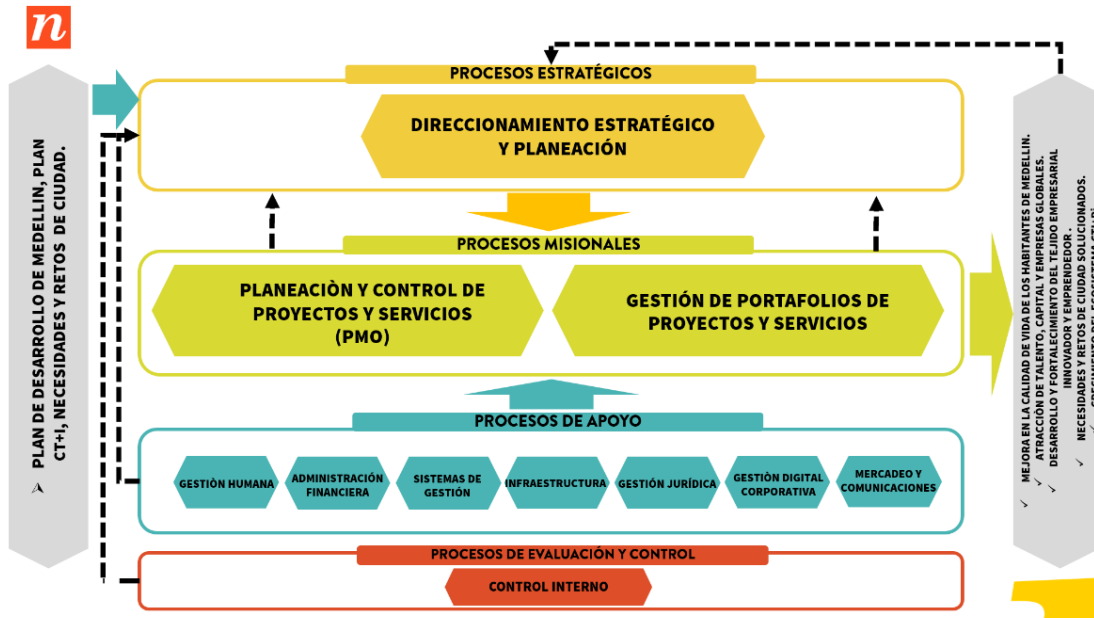 n
PLAN DE DESARROLLO DE MEDELLIN, PLAN
CT+I, NECESIDADES Y RETOS DE CIUDAD.
PROCESOS ESTRATÉGICOS
DIRECCIONAMIENTO ESTRATÉGICO
Y PLANEACIÓN
PROCESOS MISIONALES
PLANEACIÒN Y CONTROL DE
PROYECTOS Y SERVICIOS
(PMO)
GESTIÓN DE PORTAFOLIOS DE
PROYECTOS Y SERVICIOS
PROCESOS DE APOYO
GESTIÒN HUMANA
ADMINISTRACIÓN
FINANCIERA
SISTEMAS DE
GESTIÓN
INFRAESTRUCTURA
GESTIÓN JURÍDICA
GESTIÒN DIGITAL
CORPORATIVA
MERCADEO Y
COMUNICACIONES
PROCESOS DE EVALUACIÓN Y CONTROL
CONTROL INTERNO
MEJORA EN LA CALIDAD DE VIDA DE LOS HABITANTES DE MEDELLIN.
ATRACCIÒN DE TALENTO, CAPITAL Y EMPRESAS GLOBALES.
DESARROLLO Y FORTALECIMIENTO DEL TEJIDO EMPRESARIAL
INNOVADOR Y EMPRENDEDOR .
NECESIDADES Y RETOS DE CIUDAD SOLUCIONADOS.